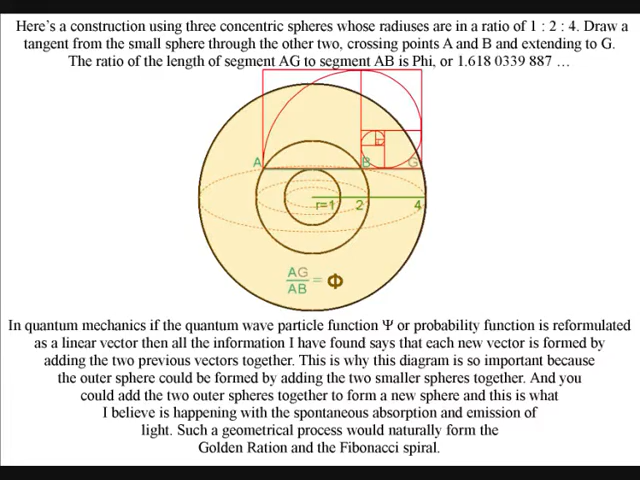 Here's a construction using three concentric spheres whose radiuses are in a ratio of 1 : 2 : 4. Draw a
tangent from the small sphere through the other two, crossing points A and B and extending to G.
The ratio of the length of segment AG to segment AB is Phi, or 1.618 0339 887 …
A B G
r=1 2 4
AG
AB = Φ
In quantum mechanics if the quantum wave particle function Ψ or probability function is reformulated
as a linear vector then all the information I have found says that each new vector is formed by
adding the two previous vectors together. This is why this diagram is so important because
the outer sphere could be formed by adding the two smaller spheres together. And you
could add the two outer spheres together to form a new sphere and this is what
I believe is happening with the spontaneous absorption and emission of
light. Such a geometrical process would naturally form the
Golden Ration and the Fibonacci spiral.